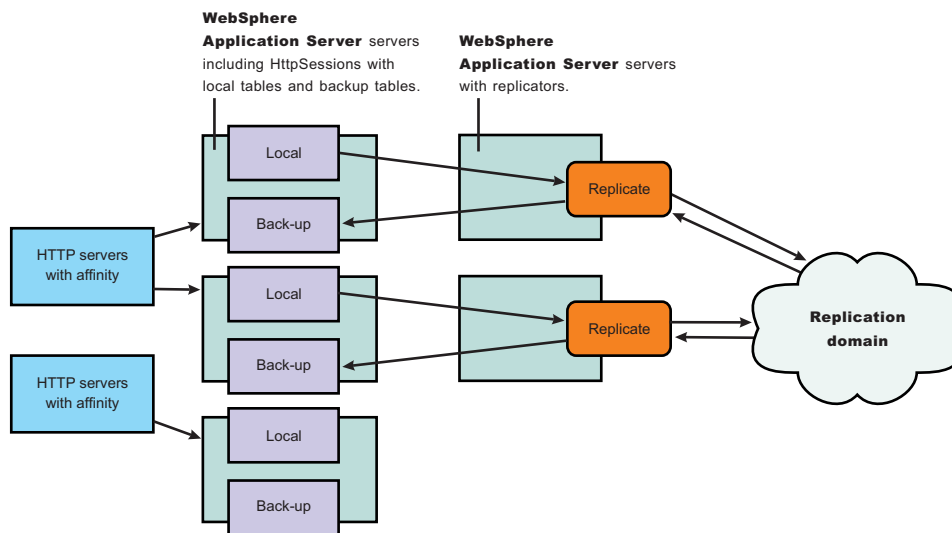 WebSphere
Application Server servers
including HttpSessions with
local tables and backup tables.
WebSphere
Application Server servers
with replicators.
Local
Back-up
Replicate
HTTP servers
with affinity
Local
Back-up
Replicate
Replication
domain
HTTP servers
with affinity
Local
Back-up